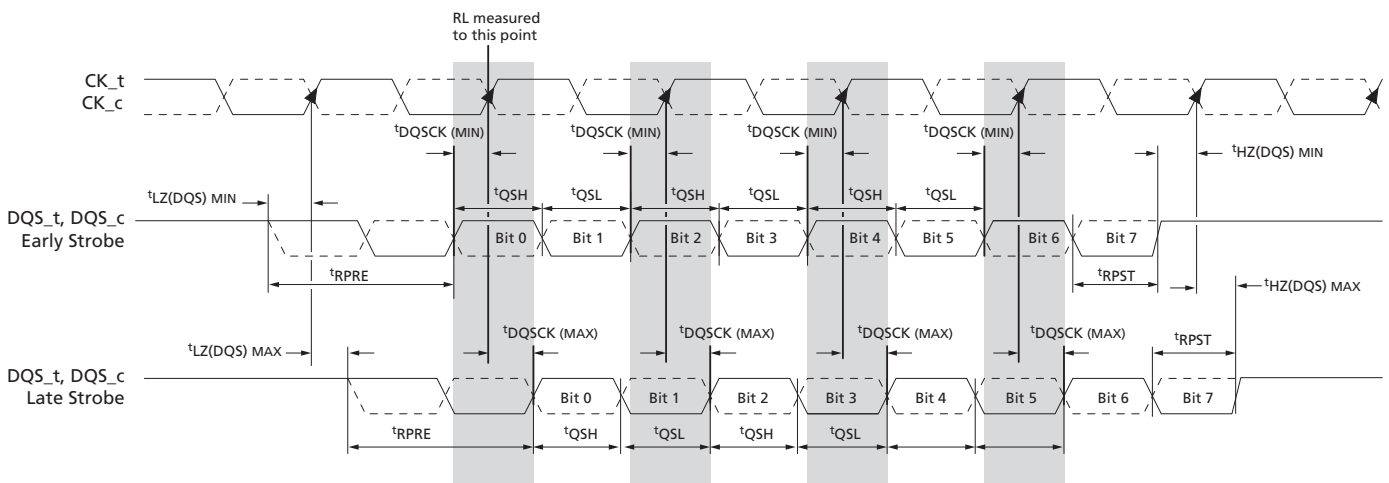 RL measured
to this point
CK_t
CK_c
tDQSCK (MIN) tDQSCK (MIN) tDQSCK (MIN) tDQSCK (MIN)
tHZ(DQS) MIN
tLZ(DQS) MIN
tQSH tQSL tQSH tQSL tQSH tQSL
DQS_t, DQS_c
Early Strobe
Bit 0 Bit 1 Bit 2 Bit 3 Bit 4 Bit 5 Bit 6 Bit 7
tRPRE
tRPST
tHZ(DQS) MAX
tDQSCK (MAX) tDQSCK (MAX) tDQSCK (MAX) tDQSCK (MAX)
tRPST
tLZ(DQS) MAX
DQS_t, DQS_c
Late Strobe
Bit 0 Bit 1 Bit 2 Bit 3 Bit 4 Bit 5 Bit 6 Bit 7
tRPRE
tQSH tQSL tQSH tQSL